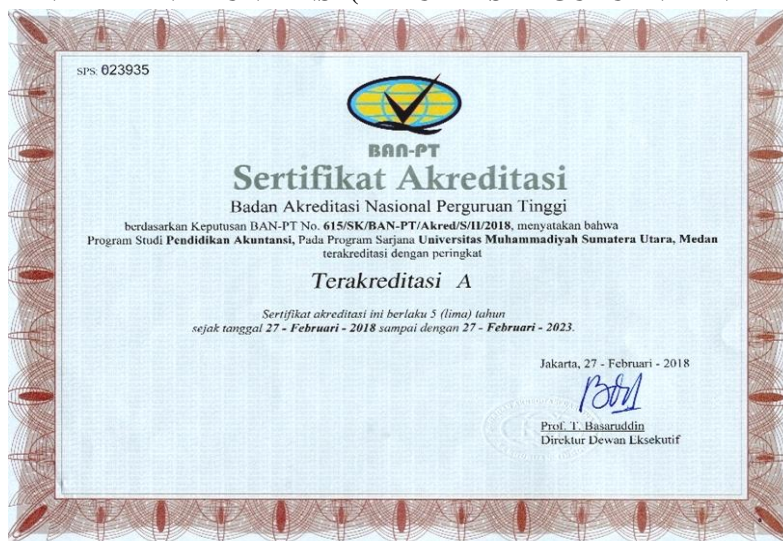 SPS: 023935
BAN-PT
Sertifikat Akreditasi
Badan Akreditasi Nasional Perguruan Tinggi
berdasarkan Keputusan BAN-PT No. 615/SK/BAN-PT/Akred/S/II/2018, menyatakan bahwa
Program Studi Pendidikan Akuntansi, Pada Program Sarjana Universitas Muhammadiyah Sumatera Utara, Medan
terakreditasi dengan peringkat
Terakreditasi A
Sertifikat akreditasi ini berlaku 5 (lima) tahun
sejak tanggal 27 - Februari - 2018 sampai dengan 27 - Februari - 2023.
Jakarta, 27 - Februari - 2018
Prof. T. Basaruddin
Direktur Dewan Eksekutif